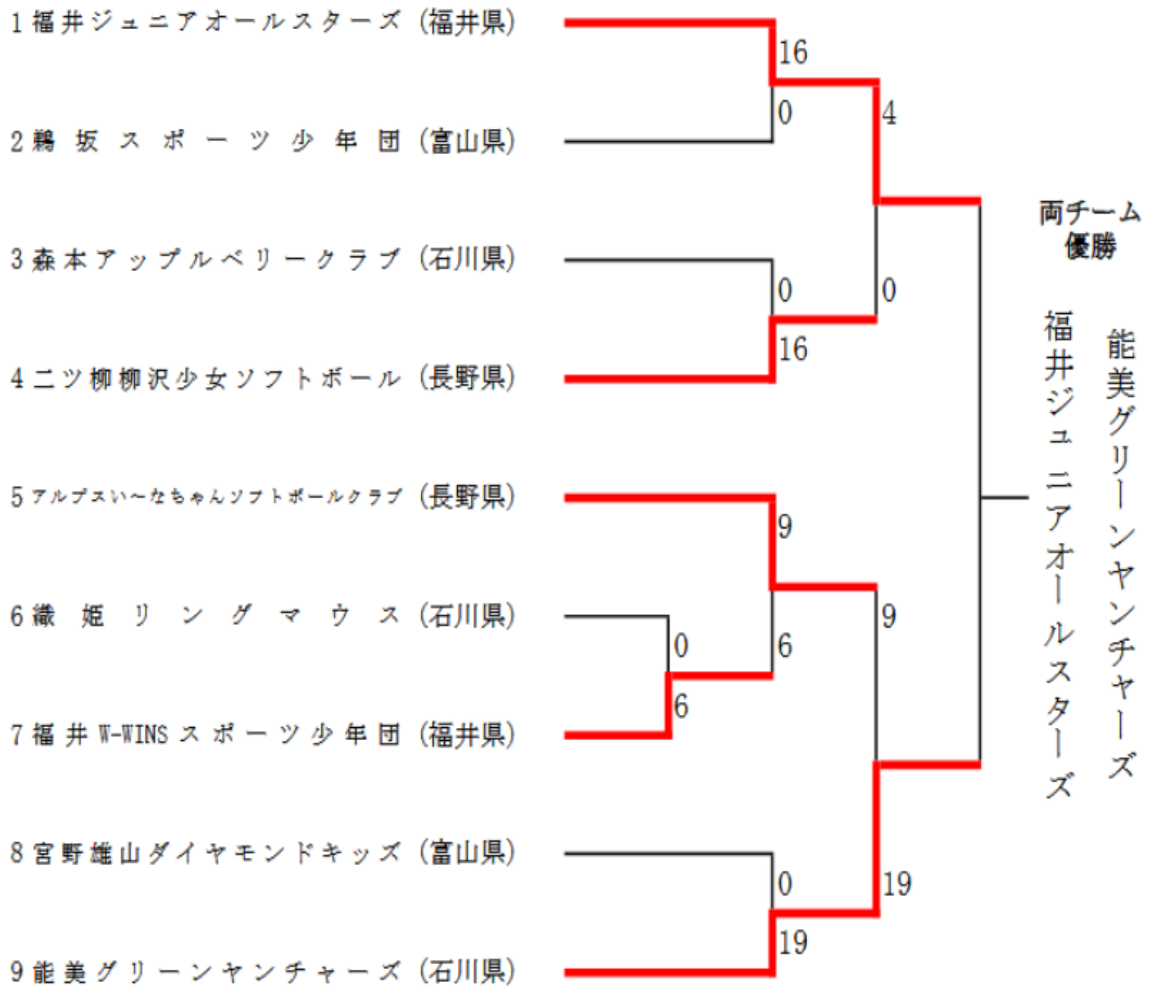 1 福井ジュニアオールスターズ (福井県)
16
0
4
2 鵜坂スポーツ少年団 (富山県)
両チーム
優勝
3 森本アップルベリークラブ (石川県)
0
16
0
4 二ツ柳柳沢少女ソフトボール (長野県)
能美グリーンヤンチャーズ
福井ジュニアオールスターズ
5 アルプスい~なちゃんソフトボールクラブ (長野県)
9
6
9
6 織姫リングマウス (石川県)
0
6
7 福井W-WINSスポーツ少年団 (福井県)
8 宮野雄山ダイヤモンドキッズ (富山県)
0
19
19
9 能美グリーンヤンチャーズ (石川県)